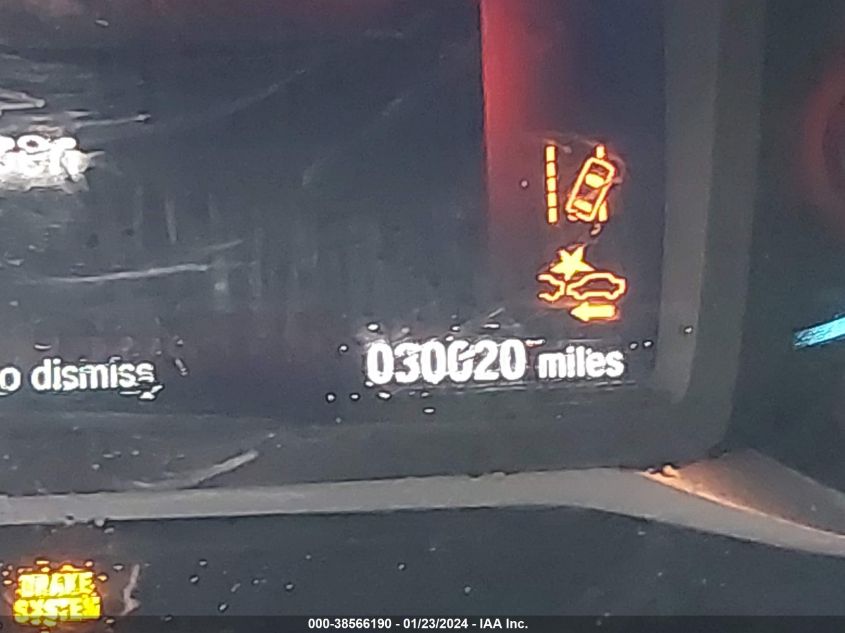 o dismiss
030020 miles
BRAKE
SYSTEM
000-38566190 - 01/23/2024 - IAA Inc.